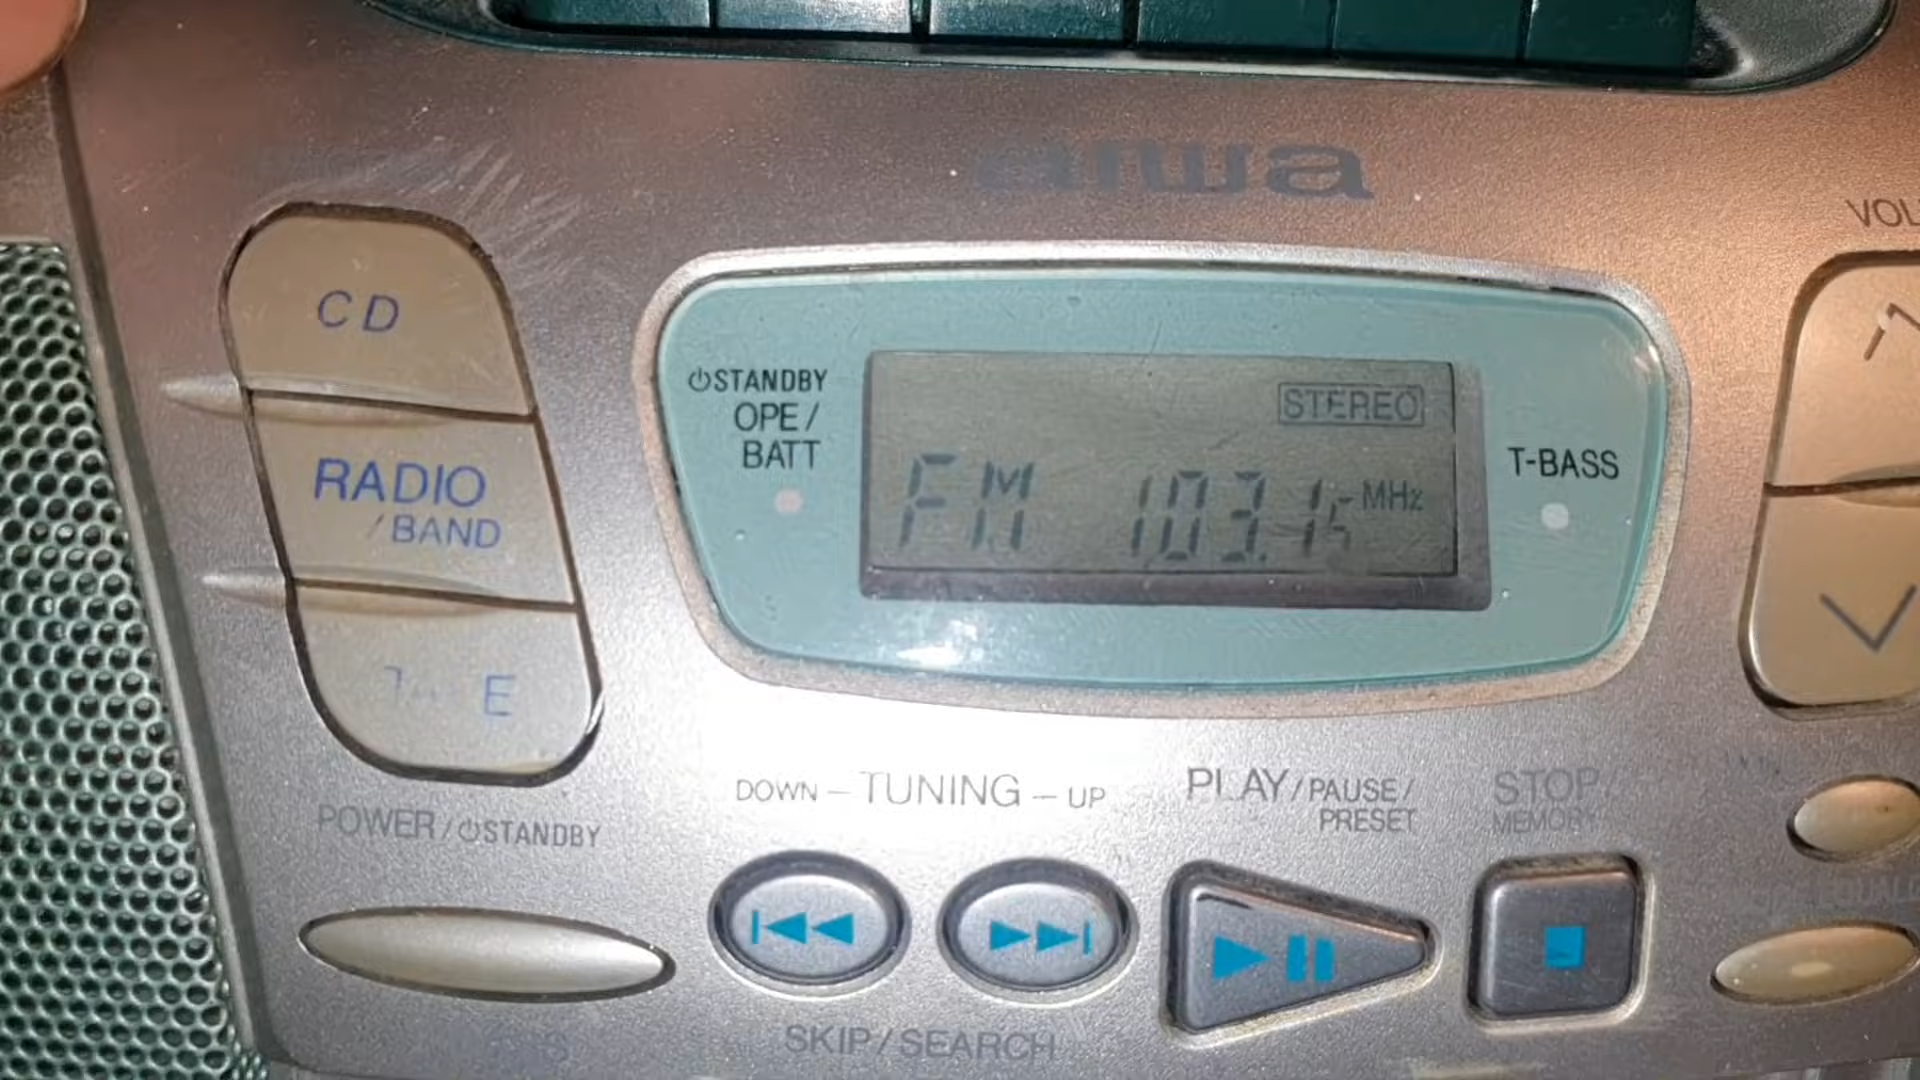 aiwa
VOL
CD
⏻STANDBY
OPE/
BATT
STEREO
T-BASS
RADIO
/BAND
FM 103.15 MHz
E
DOWN – TUNING – UP
PLAY/PAUSE/
PRESET
STOP/
MEMORY
POWER/⏻STANDBY
SKIP/SEARCH